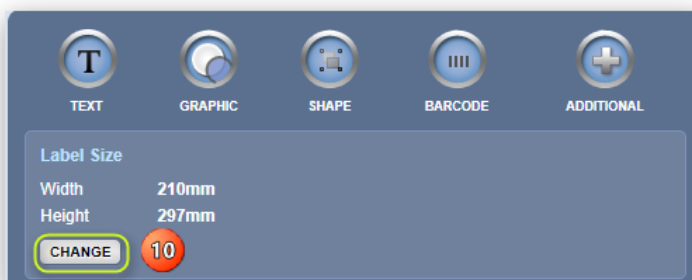 T
TEXT GRAPHIC SHAPE BARCODE ADDITIONAL
Label Size
Width 210mm
Height 297mm
CHANGE 10